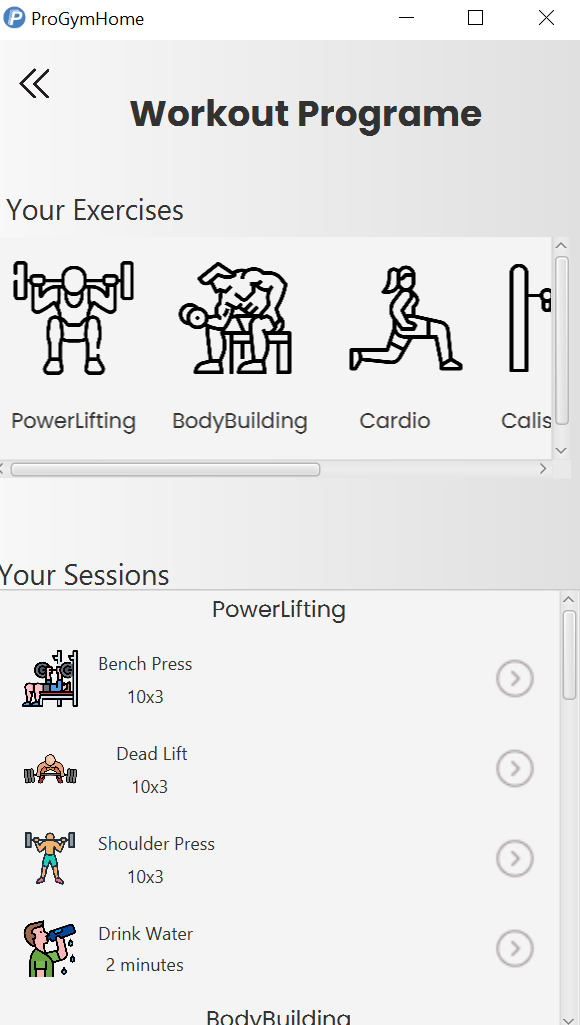 ProGymHome
Workout Programe
Your Exercises
PowerLifting BodyBuilding Cardio Calis
Your Sessions
PowerLifting
Bench Press
10x3
Dead Lift
10x3
Shoulder Press
10x3
Drink Water
2 minutes
BodyBuilding